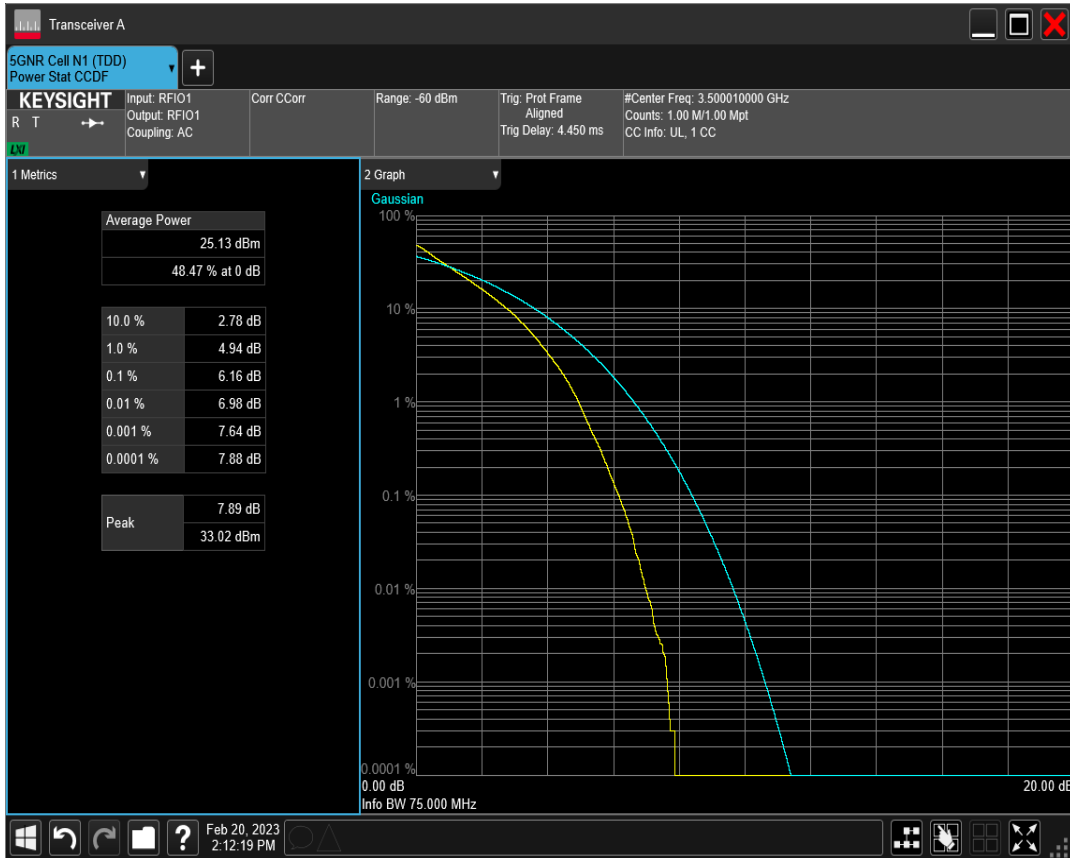 Transceiver A
5GNR Cell N1 (TDD)
Power Stat CCDF
+
KEYSIGHT
R T
LXI
Input: RFIO1
Output: RFIO1
Coupling: AC
Corr CCorr
Range: -60 dBm
Trig: Prot Frame
Aligned
Trig Delay: 4.450 ms
#Center Freq: 3.500010000 GHz
Counts: 1.00 M/1.00 Mpt
CC Info: UL, 1 CC
1 Metrics
Average Power
25.13 dBm
48.47 % at 0 dB
10.0 % 2.78 dB
1.0 % 4.94 dB
0.1 % 6.16 dB
0.01 % 6.98 dB
0.001 % 7.64 dB
0.0001 % 7.88 dB
Peak
7.89 dB
33.02 dBm
2 Graph
Gaussian
100 %
10 %
1 %
0.1 %
0.01 %
0.001 %
0.0001 %
0.00 dB 20.00 dB
Info BW 75.000 MHz
?
Feb 20, 2023
2:12:19 PM